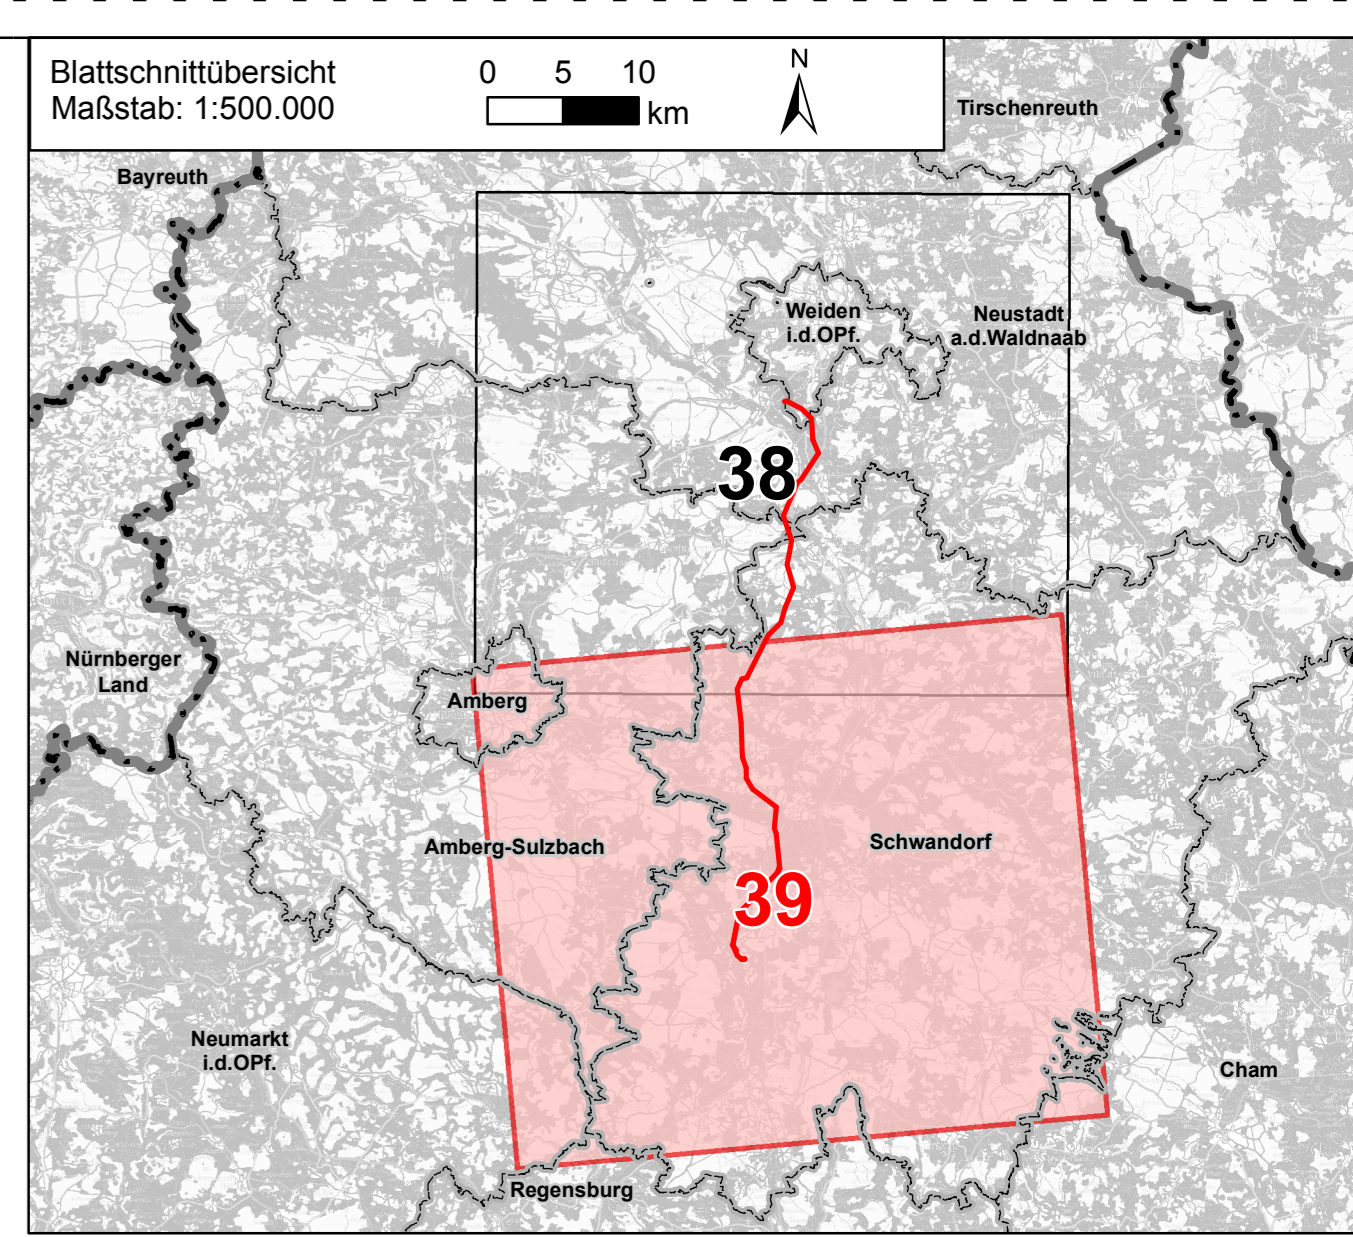 Blattschnittübersicht
Maßstab: 1:500.000
0 5 10
km
N
Tirschenreuth
Bayreuth
Weiden
i.d.OPf.
Neustadt
a.d.Waldnaab
38
Nürnberger
Land
Amberg
Amberg-Sulzbach
Schwandorf
39
Neumarkt
i.d.OPf.
Cham
Regensburg